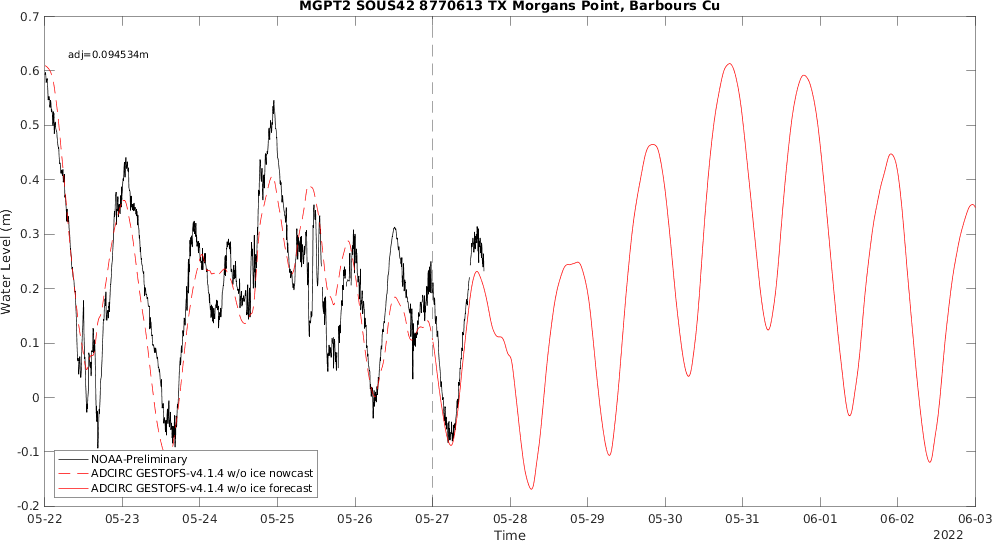 MGPT2 SOUS42 8770613 TX Morgans Point, Barbours Cu
adj=0.094534m
0.7
0.6
0.5
0.4
0.3
0.2
0.1
0
-0.1
-0.2
Water Level (m)
NOAA-Preliminary
ADCIRC GESTOFS-v4.1.4 w/o ice nowcast
ADCIRC GESTOFS-v4.1.4 w/o ice forecast
05-22 05-23 05-24 05-25 05-26 05-27 05-28 05-29 05-30 05-31 06-01 06-02 06-03
Time
2022